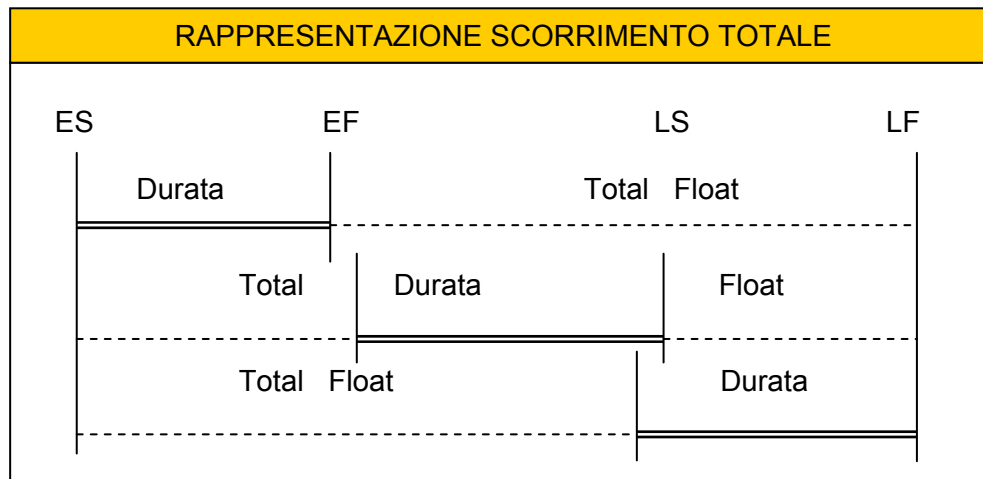 RAPPRESENTAZIONE SCORRIMENTO TOTALE
ES EF LS LF
Durata Total Float
Total Durata Float
Total Float Durata